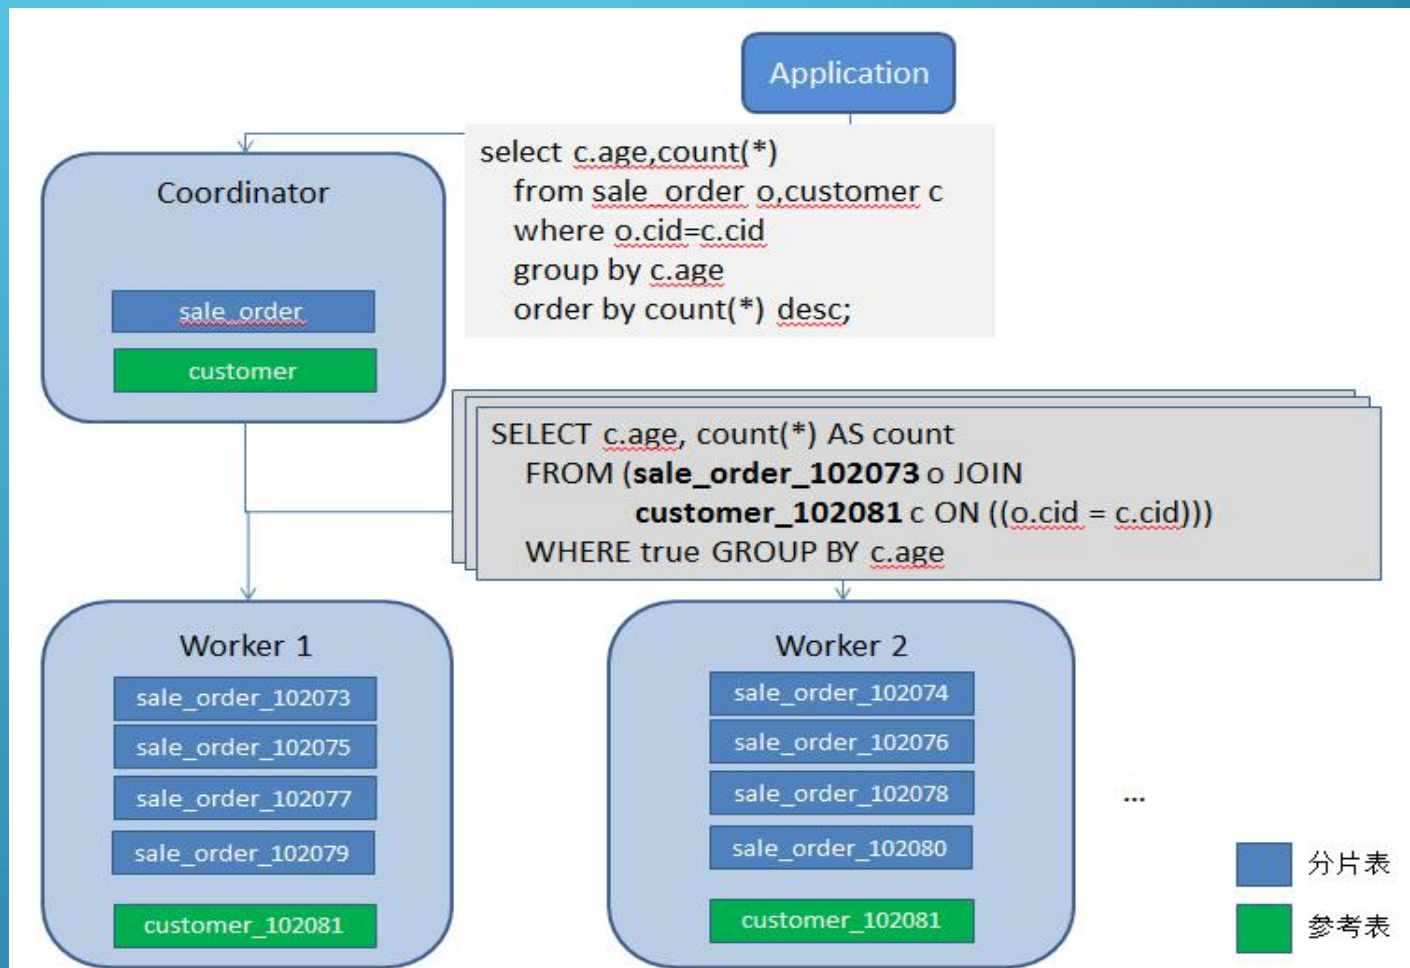 Application
select c.age,count(*)
from sale_order o,customer c
where o.cid=c.cid
group by c.age
order by count(*) desc;
Coordinator
sale_order
customer
SELECT c.age, count(*) AS count
FROM (sale_order_102073 o JOIN
customer_102081 c ON ((o.cid = c.cid)))
WHERE true GROUP BY c.age
Worker 1
sale_order_102073
sale_order_102075
sale_order_102077
sale_order_102079
customer_102081
Worker 2
sale_order_102074
sale_order_102076
sale_order_102078
sale_order_102080
customer_102081
...
分片表
参考表